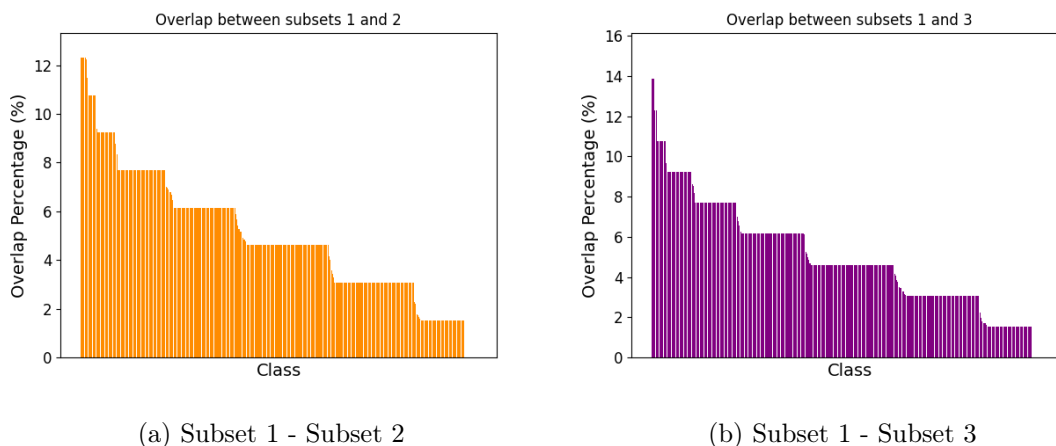 Overlap between subsets 1 and 2
12
10
8
6
4
2
0
Overlap Percentage (%)
Class
(a) Subset 1 - Subset 2
Overlap between subsets 1 and 3
16
14
12
10
8
6
4
2
0
Overlap Percentage (%)
Class
(b) Subset 1 - Subset 3